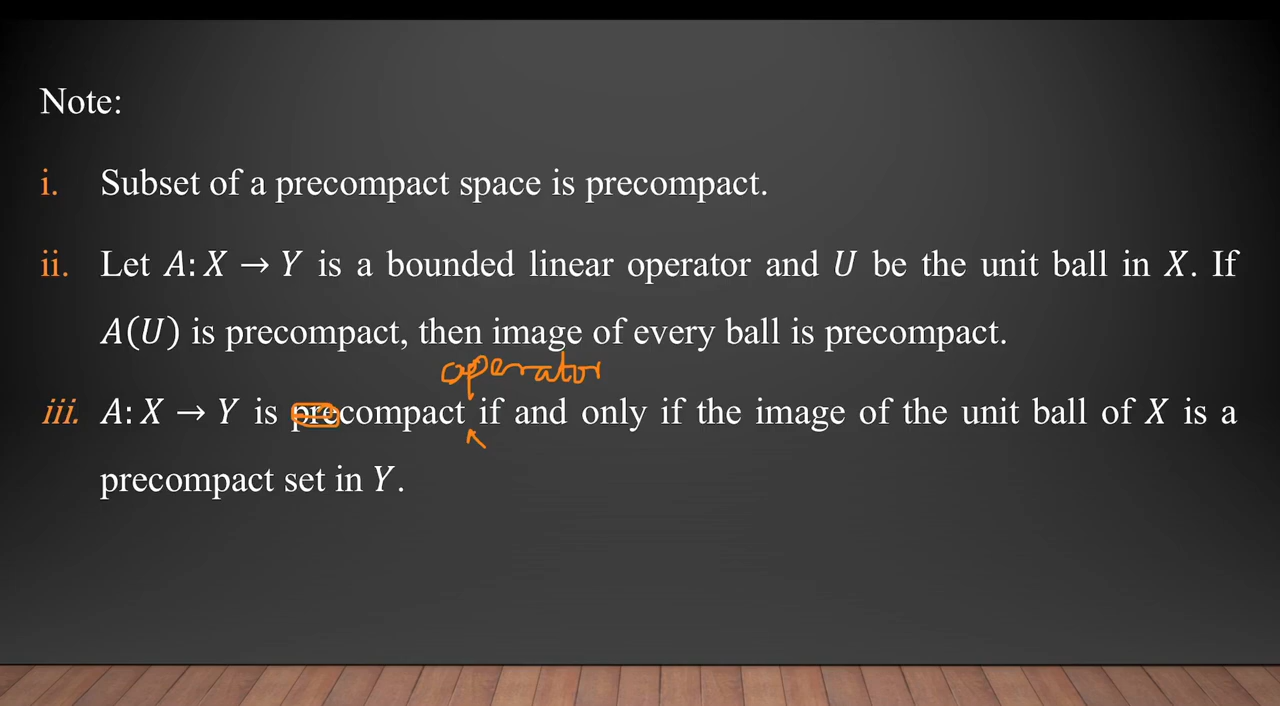 Note:
i. Subset of a precompact space is precompact.
ii. Let A: X → Y is a bounded linear operator and U be the unit ball in X. If
A(U) is precompact, then image of every ball is precompact.
operator
iii. A: X → Y is precompact if and only if the image of the unit ball of X is a
precompact set in Y.